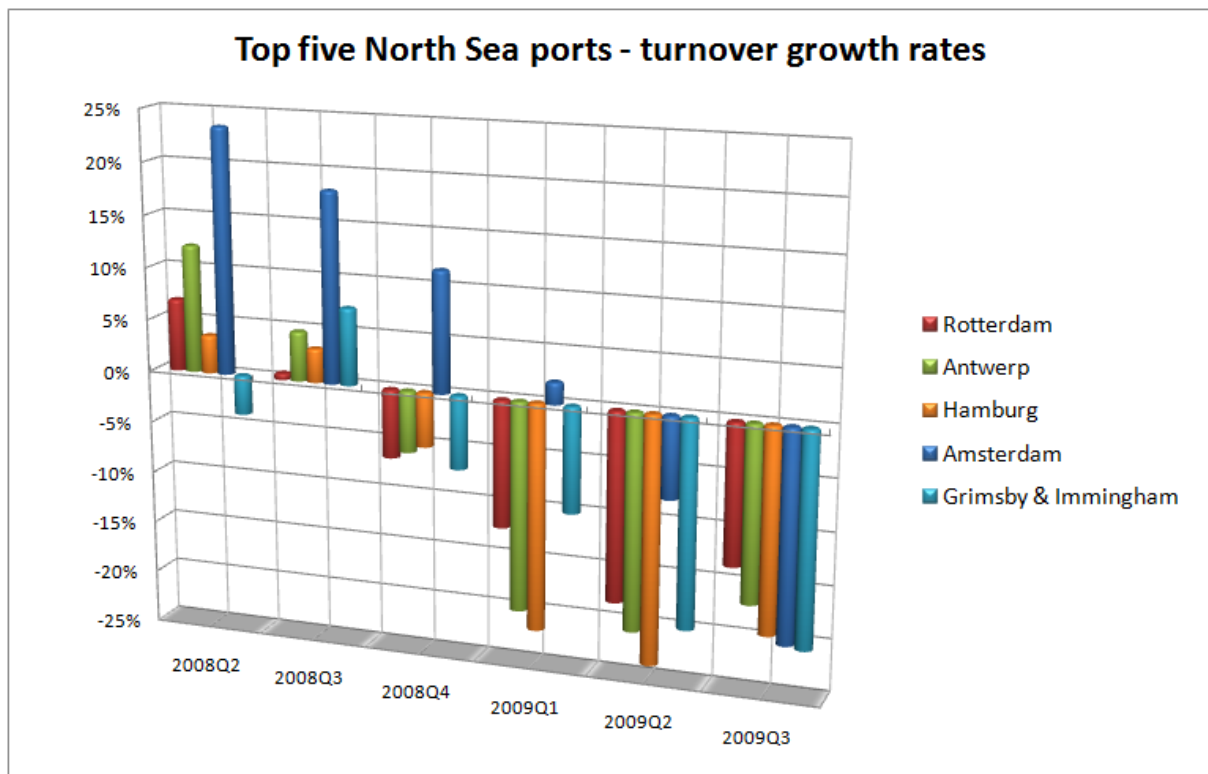 Top five North Sea ports - turnover growth rates
25%
20%
15%
10%
5%
0%
-5%
-10%
-15%
-20%
-25%
2008Q2
2008Q3
2008Q4
2009Q1
2009Q2
2009Q3
Rotterdam
Antwerp
Hamburg
Amsterdam
Grimsby & Immingham